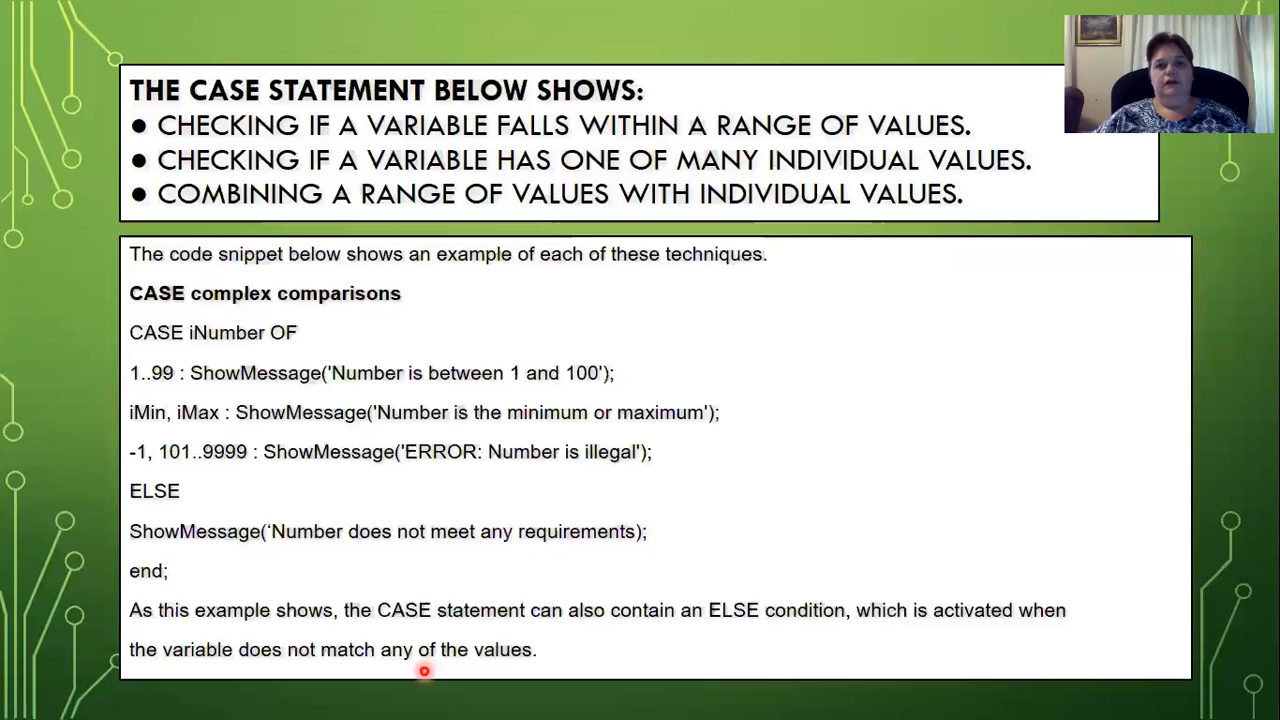 THE CASE STATEMENT BELOW SHOWS:
● CHECKING IF A VARIABLE FALLS WITHIN A RANGE OF VALUES.
● CHECKING IF A VARIABLE HAS ONE OF MANY INDIVIDUAL VALUES.
● COMBINING A RANGE OF VALUES WITH INDIVIDUAL VALUES.
The code snippet below shows an example of each of these techniques.
CASE complex comparisons
CASE iNumber OF
1..99 : ShowMessage('Number is between 1 and 100');
iMin, iMax : ShowMessage('Number is the minimum or maximum');
-1, 101..9999 : ShowMessage('ERROR: Number is illegal');
ELSE
ShowMessage(‘Number does not meet any requirements);
end;
As this example shows, the CASE statement can also contain an ELSE condition, which is activated when
the variable does not match any of the values.